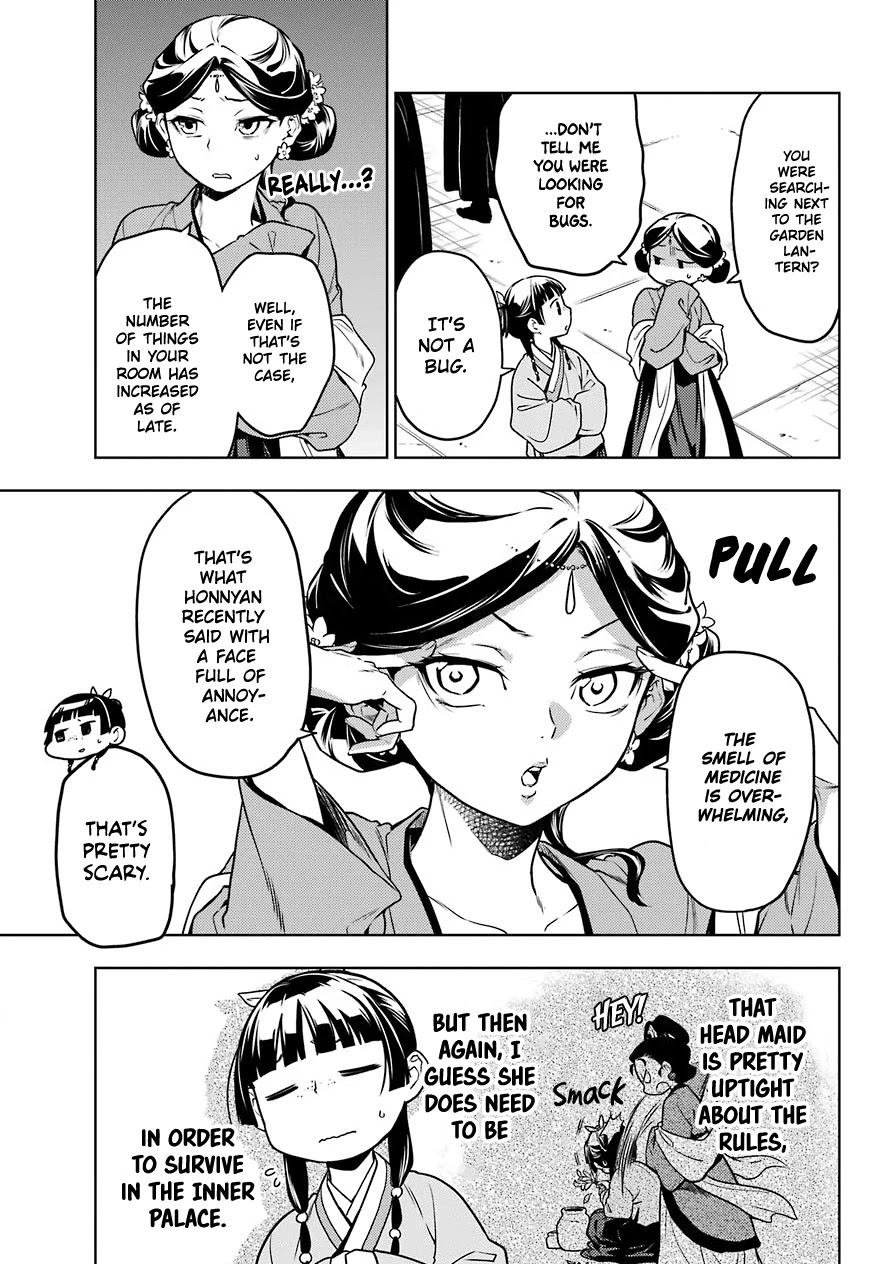 YOU
WERE
SEARCH-
ING NEXT
TO THE
GARDEN
LAN-
TERN?
...DON'T
TELL ME
YOU WERE
LOOKING
FOR
BUGS.
IT'S
NOT A
BUG.
REALLY...?
WELL,
EVEN IF
THAT'S
NOT THE
CASE,
THE
NUMBER
OF THINGS
IN YOUR
ROOM HAS
INCREASED
AS OF
LATE.
PULL
THE
SMELL OF
MEDICINE
IS OVER-
WHELMING,
THAT'S
WHAT
HONNYAN
RECENTLY
SAID WITH
A FACE
FULL OF
ANNOY-
ANCE.
THAT'S
PRETTY
SCARY.
THAT
HEAD MAID
IS PRETTY
UPTIGHT
ABOUT THE
RULES,
HEY!
SMACK
BUT THEN
AGAIN, I
GUESS SHE
DOES NEED
TO BE
IN ORDER
TO SURVIVE
IN THE INNER
PALACE.